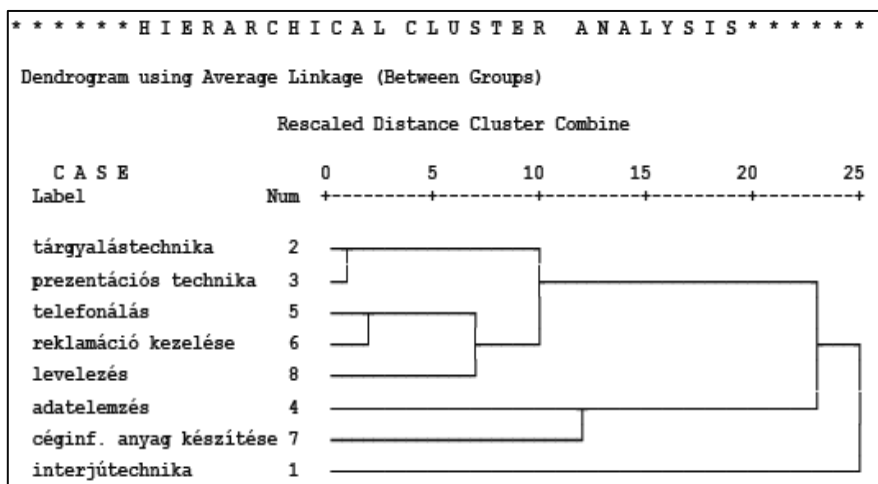 * * * * * * H I E R A R C H I C A L  C L U S T E R  A N A L Y S I S * * * * * *
Dendrogram using Average Linkage (Between Groups)
Rescaled Distance Cluster Combine
C A S E 0 5 10 15 20 25
Label Num +---------+---------+---------+---------+---------+
tárgyalástechnika 2
prezentációs technika 3
telefonálás 5
reklamáció kezelése 6
levelezés 8
adatelemzés 4
céginf. anyag készítése 7
interjútechnika 1